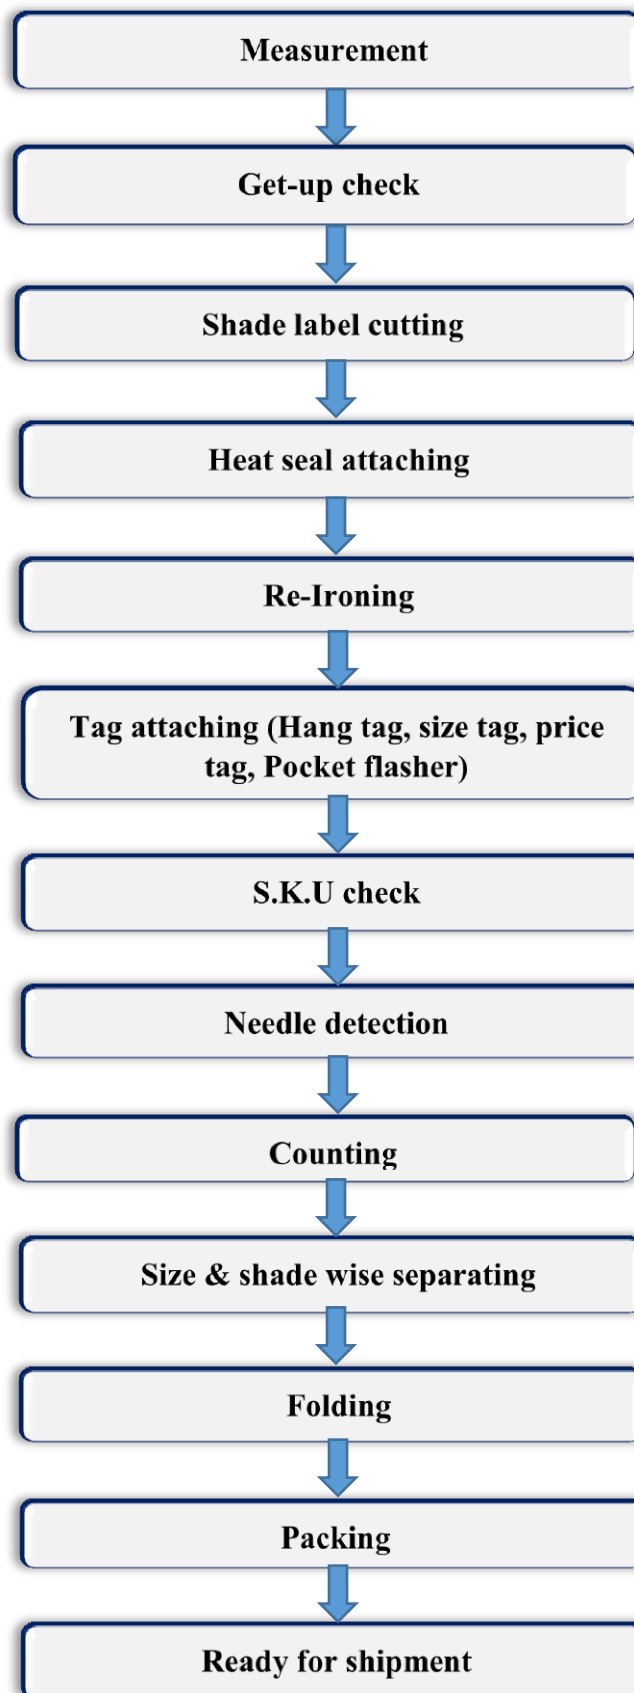 Measurement
Get-up check
Shade label cutting
Heat seal attaching
Re-Ironing
Tag attaching (Hang tag, size tag, price
tag, Pocket flasher)
S.K.U check
Needle detection
Counting
Size & shade wise separating
Folding
Packing
Ready for shipment